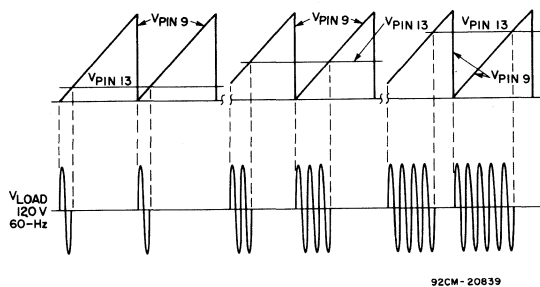 VPIN 9
VPIN 13
VPIN 9
VPIN 13
VPIN 13
VPIN 9
VLOAD
120 V
60-Hz
92CM-20839